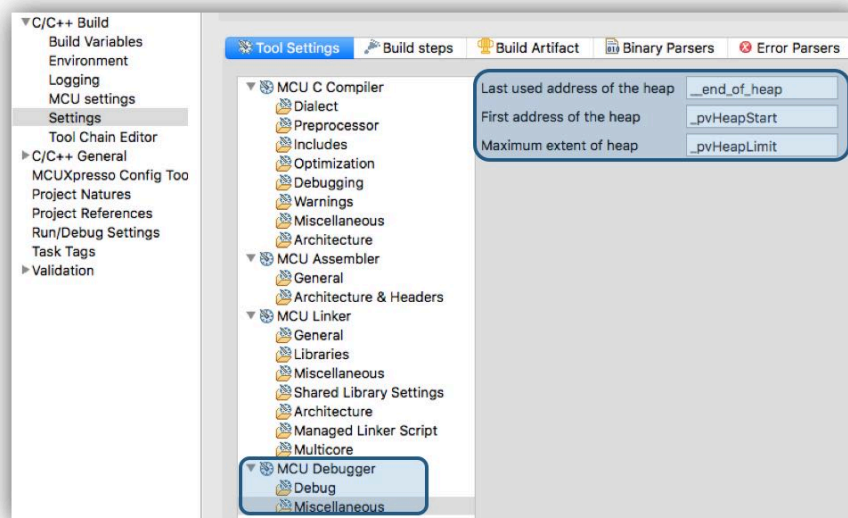 C/C++ Build
Build Variables
Environment
Logging
MCU settings
Settings
Tool Chain Editor
C/C++ General
MCUXpresso Config Too
Project Natures
Project References
Run/Debug Settings
Task Tags
Validation
Tool Settings Build steps Build Artifact Binary Parsers Error Parsers
MCU C Compiler
Dialect
Preprocessor
Includes
Optimization
Debugging
Warnings
Miscellaneous
Architecture
MCU Assembler
General
Architecture & Headers
MCU Linker
General
Libraries
Miscellaneous
Shared Library Settings
Architecture
Managed Linker Script
Multicore
MCU Debugger
Debug
Miscellaneous
Last used address of the heap __end_of_heap
First address of the heap _pvHeapStart
Maximum extent of heap _pvHeapLimit